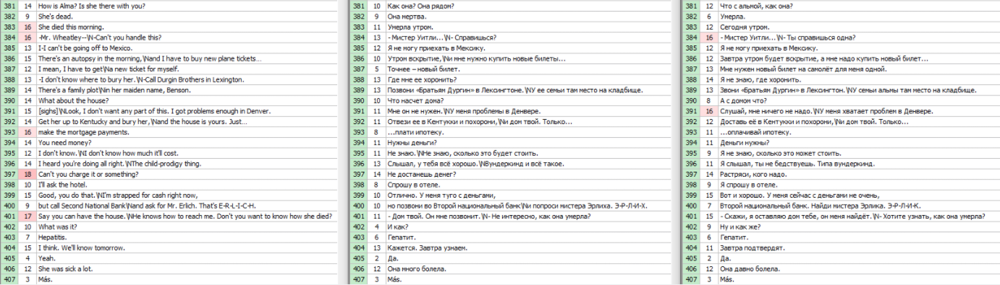 381 14 How is Alma? Is she there with you?
382 9 She's dead.
383 16 She died this morning.
384 16 -Mr. Wheatley--\N-Can't you handle this?
385 13 I-I can't be going off to Mexico.
386 15 There's an autopsy in the morning,\Nand I have to buy new plane tickets...
387 12 I mean, I have to get\Na new ticket for myself.
388 13 -I don't know where to bury her. \N-Call Durgin Brothers in Lexington.
389 14 There's a family plot\Nin her maiden name, Benson.
390 14 What about the house?
391 15 [sighs]\NLook, I don't want any part of this. I got problems enough in Denver.
392 14 Get her up to Kentucky and bury her,\Nand the house is yours. Just...
393 16 make the mortgage payments.
394 14 You need money?
395 12 I don't know. \NI don't know how much it'll cost.
396 14 I heard you're doing all right.\NThe child-prodigy thing.
397 18 Can't you charge it or something?
398 10 I'll ask the hotel.
399 15 Good, you do that.\NI'm strapped for cash right now,
400 9 but call Second National Bank\Nand ask for Mr. Erlich. That's E-R-L-I-C-H.
401 17 Say you can have the house.\NHe knows how to reach me. Don't you want to know how she died?
402 10 What was it?
403 7 Hepatitis.
404 15 I think. We'll know tomorrow.
405 4 Yeah.
406 12 She was sick a lot.
407 3 Más.
381 10 Как она? Она рядом?
382 9 Она мертва.
383 11 Умерла утром.
384 13 - Мистер Уитли...\N- Справишься?
385 12 Я не могу приехать в Мексику.
386 10 Утром вскрытие,\Nи мне нужно купить новые билеты...
387 5 Точнее – новый билет.
388 13 Где мне ее хоронить?
389 13 Позвони «Братьям Дургин» в Лексингтоне.\NУ ее семьи там место на кладбище.
390 10 Что насчет дома?
391 11 Мне он не нужен.\NУ меня проблемы в Денвере.
392 11 Отвези ее в Кентукки и похорони,\Nи дом твой. Только...
393 8 ...плати ипотеку.
394 11 Нужны деньги?
395 11 Не знаю.\NНе знаю, сколько это будет стоить.
396 13 Слышал, у тебя всё хорошо.\NВундеркинд и всё такое.
397 14 Не достанешь денег?
398 8 Спрошу в отеле.
399 10 Отлично. У меня туго с деньгами,
400 10 но позвони во Второй национальный банк\Nи попроси мистера Эрлиха. Э-Р-Л-И-Х.
401 11 - Дом твой. Он мне позвонит.\N- Не интересно, как она умерла?
402 4 И как?
403 6 Гепатит.
404 13 Кажется. Завтра узнаем.
405 2 Да.
406 12 Она много болела.
407 3 Más.
381 12 Что с альмой, как она?
382 6 Умерла.
383 12 Сегодня утром.
384 16 - Мистер Уитли...\N- Ты справишься одна?
385 12 Я не могу приехать в Мексику.
386 12 Завтра утром будет вскрытие, а мне надо купить новый билет...
387 13 Мне нужен новый билет на самолёт для меня одной.
388 14 Я не знаю, где хоронить.
389 13 Звони «Братьям Дургин» в Лексингтон.\NУ семьи альмы там место на кладбище.
390 8 А с домом что?
391 16 Слушай, мне ничего не надо.\NУ меня хватает проблем в Денвере.
392 12 Доставь её в Кентукки и похорони,\Nи дом твой. Только...
393 11 ...оплачивай ипотеку.
394 11 Деньги нужны?
395 9 Я не знаю, сколько это может стоить.
396 11 Я слышал, ты не бедствуешь. Типа вундеркинд.
397 14 Растряси, кого надо.
398 9 Я спрошу в отеле.
399 15 Вот и хорошо. У меня сейчас с деньгами не очень,
400 7 Второй национальный банк. Найди мистера Эрлика. Э-Р-Л-И-К.
401 15 - Скажи, я оставляю дом тебе, он меня найдёт.\N- Хотите узнать, как она умерла?
402 9 Ну и как же?
403 6 Гепатит.
404 11 Завтра подтвердят.
405 2 Да.
406 12 Она давно болела.
407 3 Más.